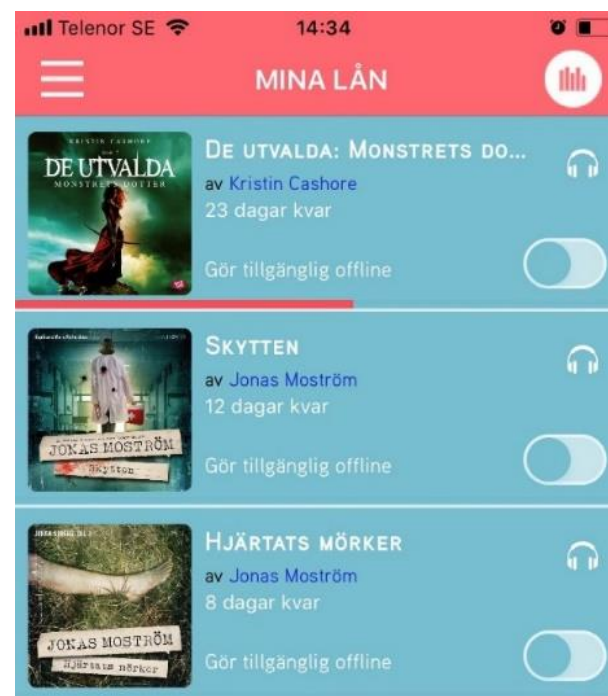 Telenor SE 14:34
MINA LÅN
KRISTIN CASHORE
DE UTVALDA
MONSTRETS DOTTER
DE UTVALDA: MONSTRETS DO...
av Kristin Cashore
23 dagar kvar
Gör tillgänglig offline
JONAS MOSTRÖM
Skytten
SKYTTEN
av Jonas Moström
12 dagar kvar
Gör tillgänglig offline
JONAS MOSTRÖM
Hjärtats mörker
HJÄRTATS MÖRKER
av Jonas Moström
8 dagar kvar
Gör tillgänglig offline